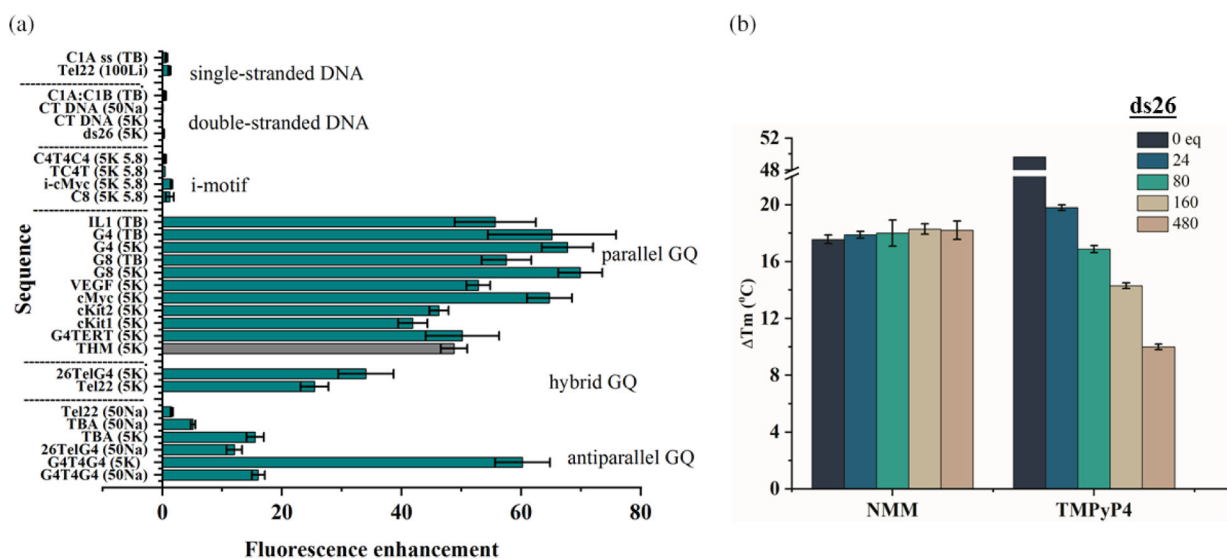 (a)
C1A ss (TB)
Tel22 (100Li)
single-stranded DNA
C1A:C1B (TB)
CT DNA (50Na)
CT DNA (5K)
ds26 (5K)
double-stranded DNA
C4T4C4 (5K 5.8)
TC4T (5K 5.8)
i-cMyc (5K 5.8)
C8 (5K 5.8)
i-motif
IL1 (TB)
G4 (TB)
G4 (5K)
G8 (TB)
G8 (5K)
VEGF (5K)
cMyc (5K)
cKit2 (5K)
cKit1 (5K)
G4TERT (5K)
THM (5K)
parallel GQ
26TelG4 (5K)
Tel22 (5K)
hybrid GQ
Tel22 (50Na)
TBA (50Na)
TBA (5K)
26TelG4 (50Na)
G4T4G4 (5K)
G4T4G4 (50Na)
antiparallel GQ
Sequence
0 20 40 60 80
Fluorescence enhancement
(b)
ds26
0 eq
24
80
160
480
52
48
20
16
12
8
4
0
ΔTm (°C)
NMM TMPyP4